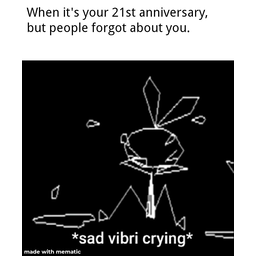 When it's your 21st anniversary,
but people forgot about you.
*sad vibri crying*
made with mematic